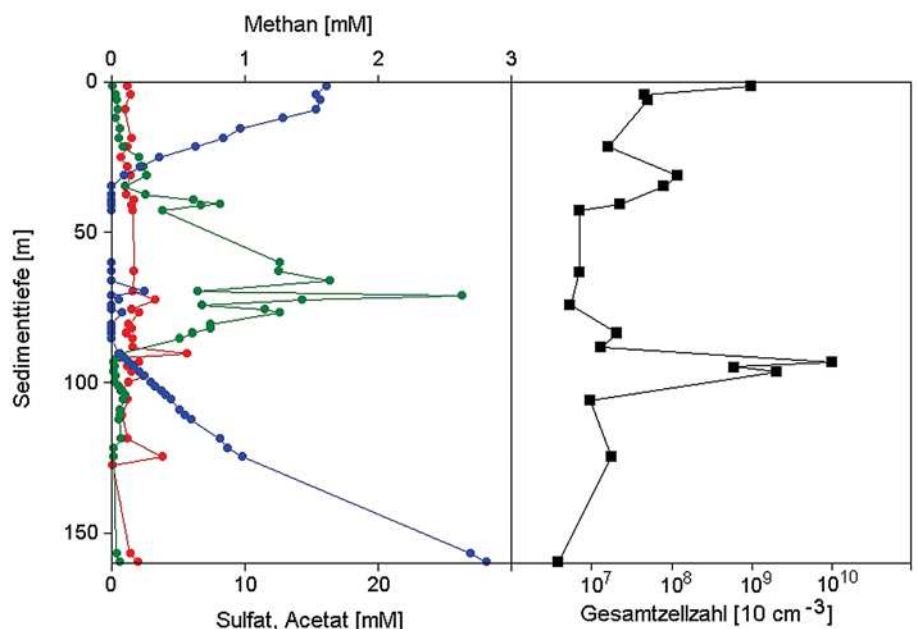 Methan [mM]
0 1 2 3
0
50
100
150
Sedimenttiefe [m]
0 10 20
10⁷ 10⁸ 10⁹ 10¹⁰
Sulfat, Acetat [mM]
Gesamtzellzahl [10 cm⁻³]